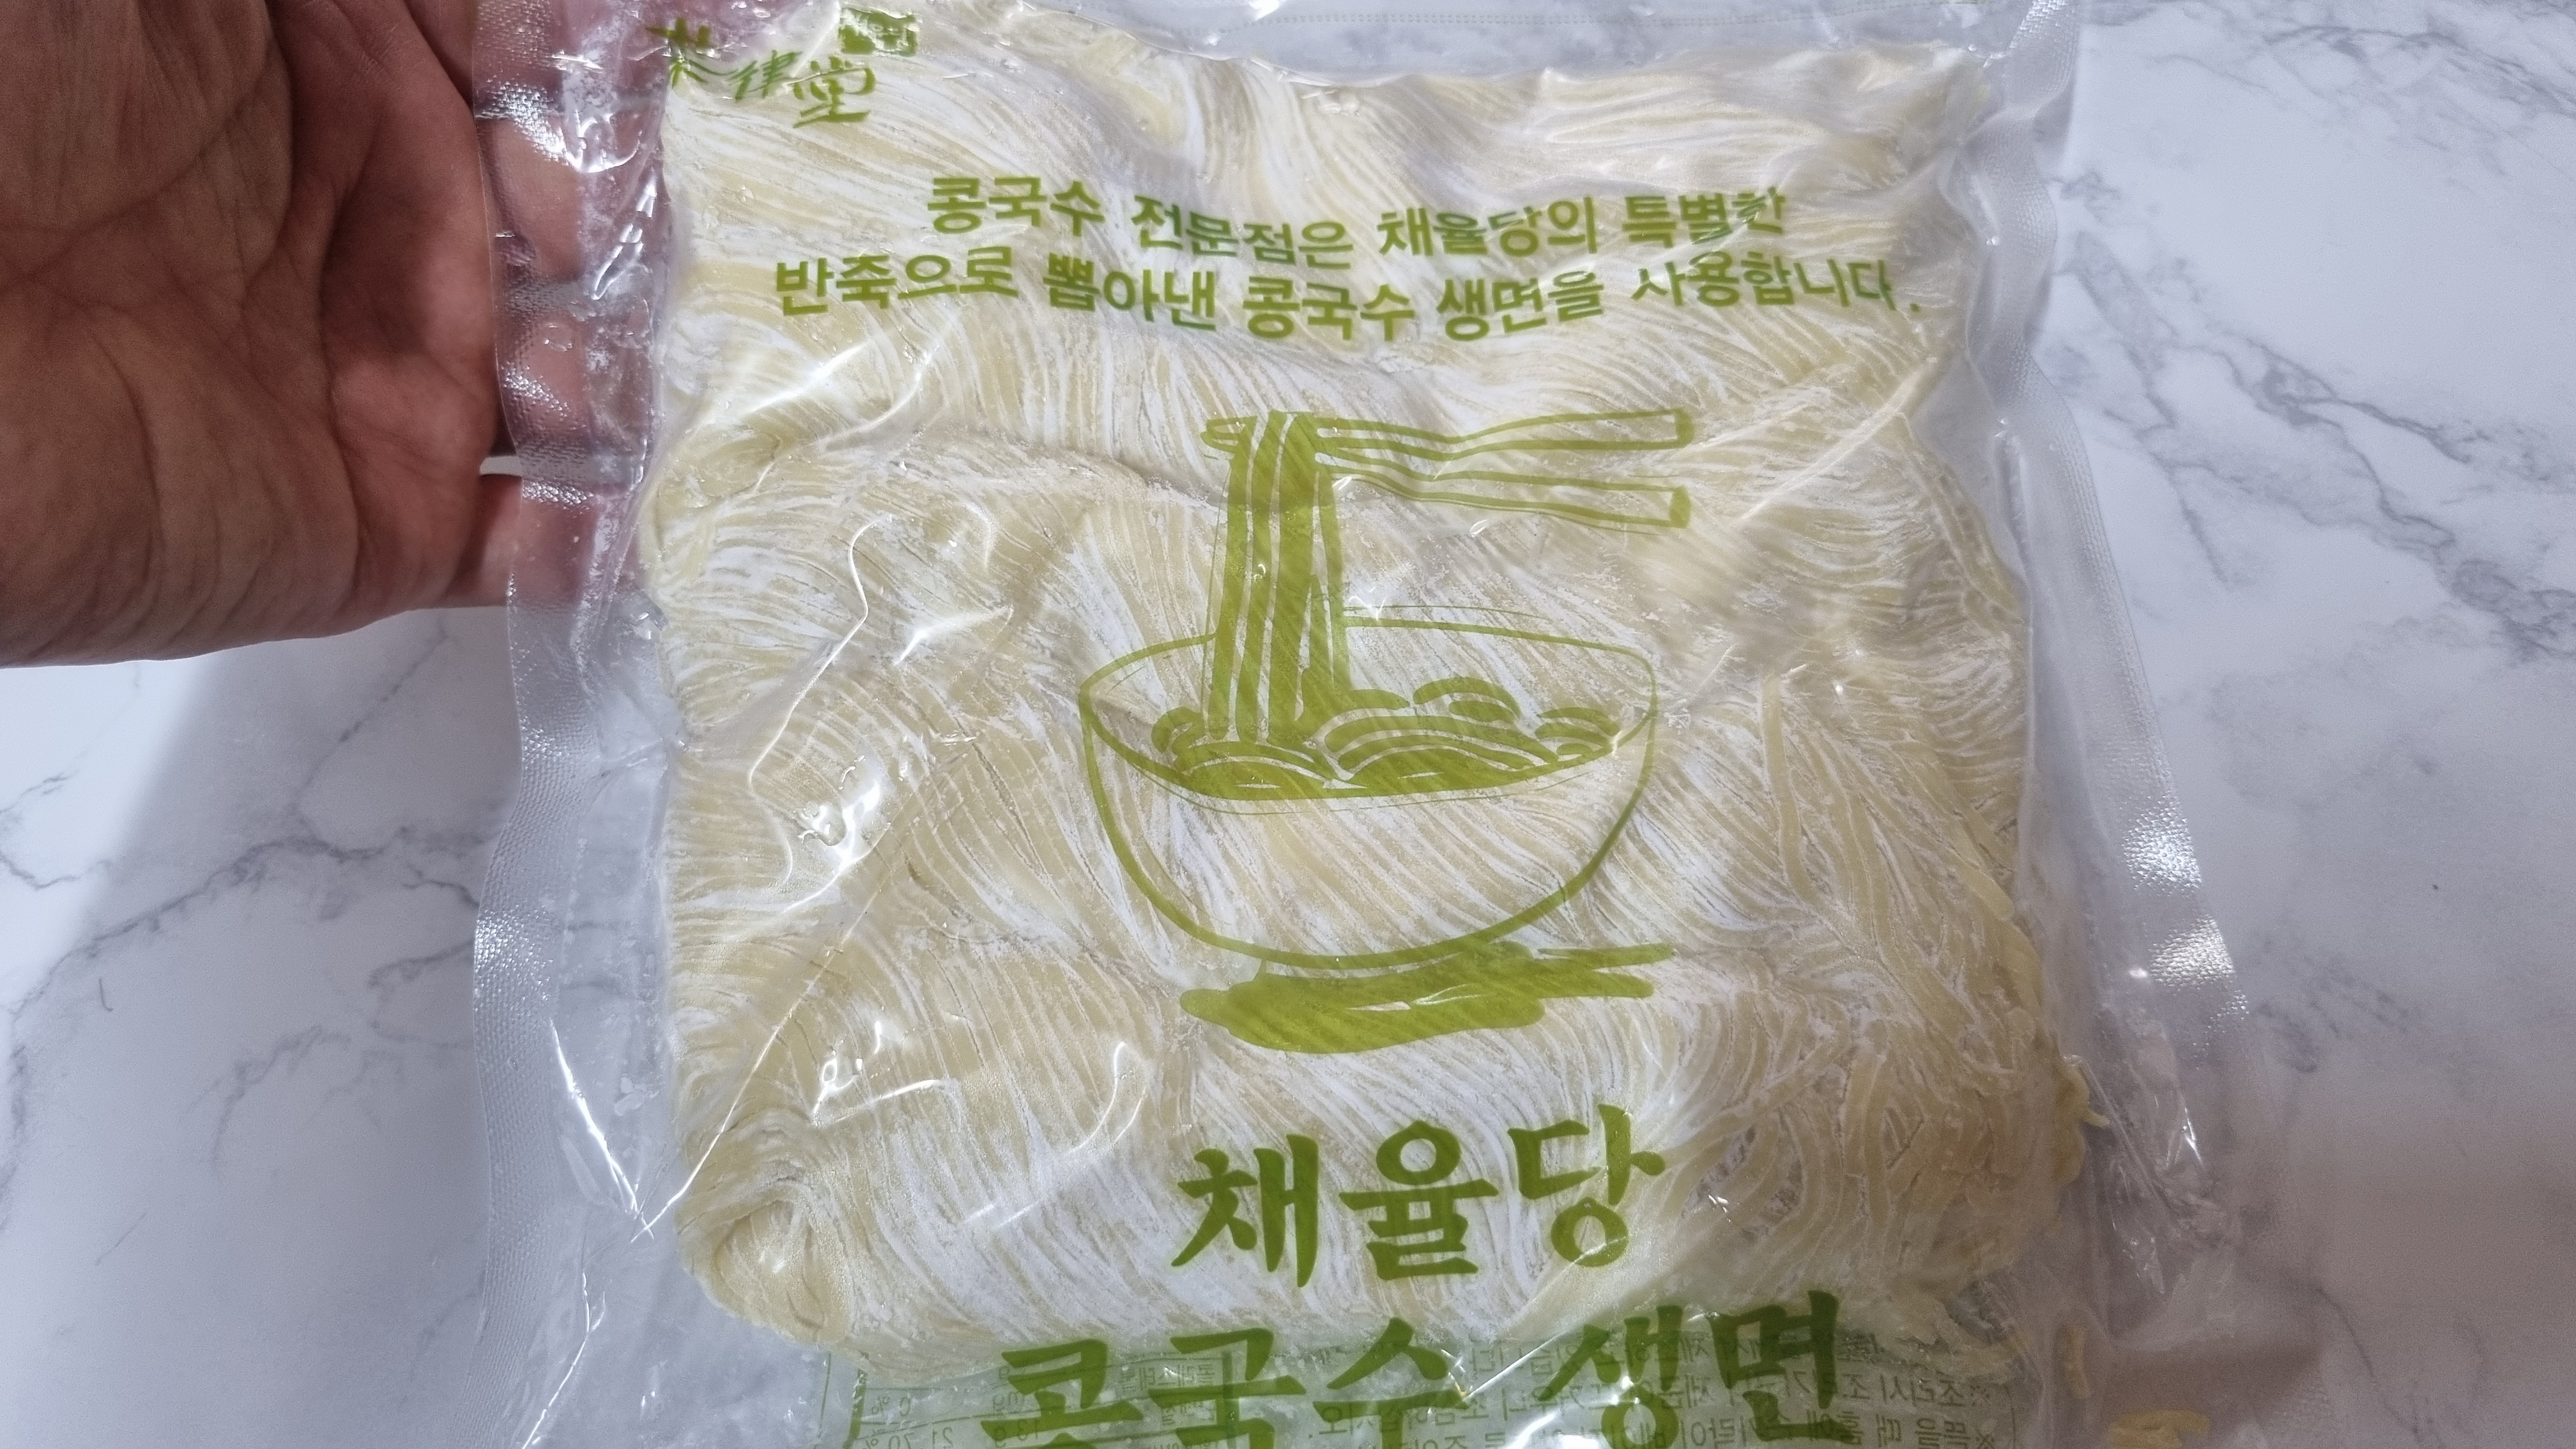 律堂
콩국수 전문점은 채율당의 특별한
반죽으로 뽑아낸 콩국수 생면을 사용합니다.
채율당
콩국수 생면